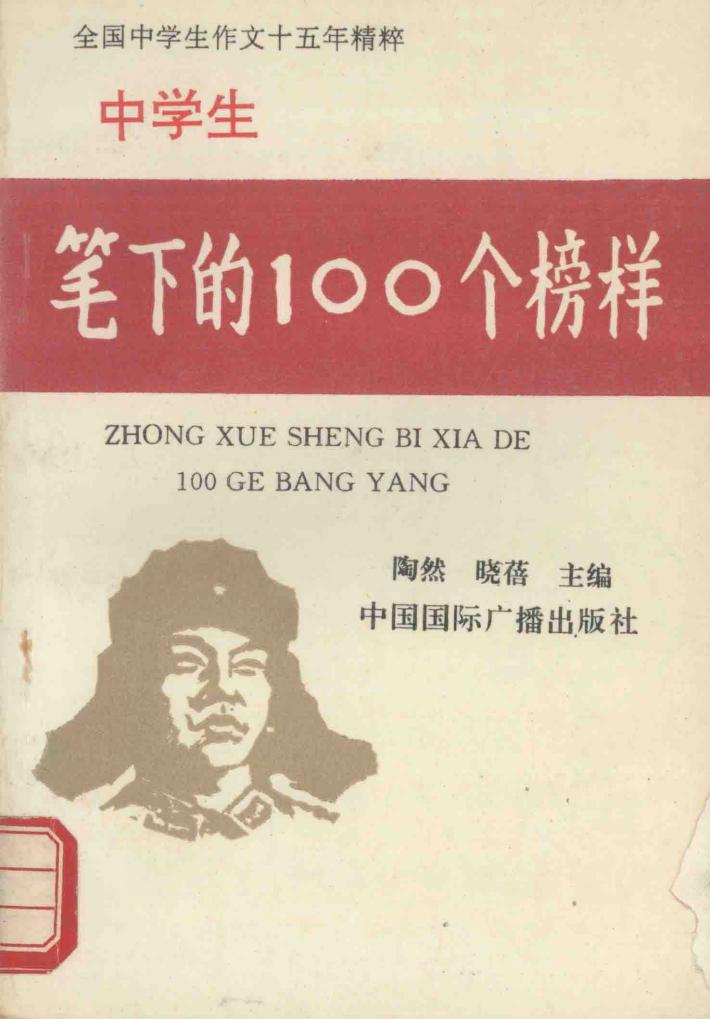 全国中学生作文十五年精粹
中学生
笔下的100个榜样
ZHONG XUE SHENG BI XIA DE
100 GE BANG YANG
陶然 晓蓓 主编
中国国际广播出版社